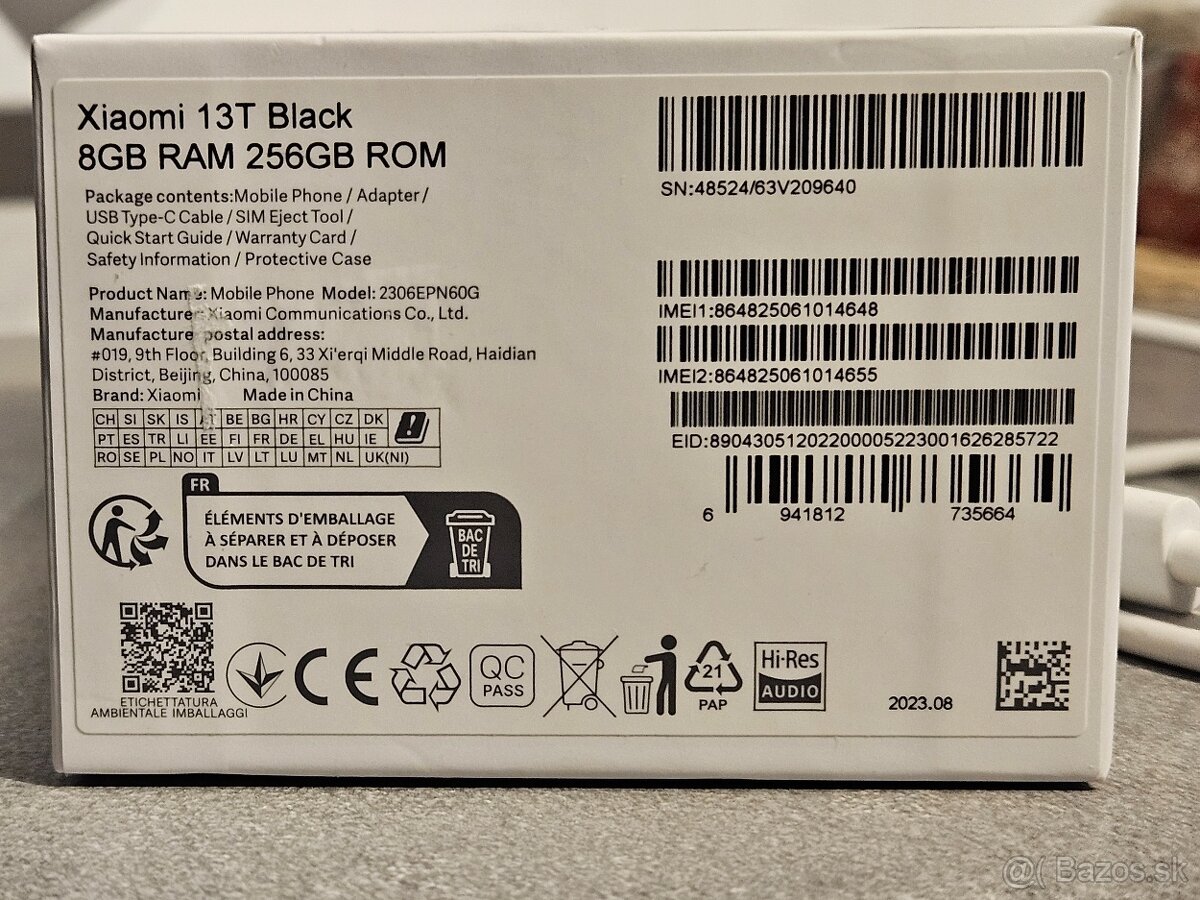 Xiaomi 13T Black
8GB RAM 256GB ROM
Package contents:Mobile Phone / Adapter /
USB Type-C Cable / SIM Eject Tool /
Quick Start Guide / Warranty Card /
Safety Information / Protective Case
Product Name: Mobile Phone Model: 2306EPN60G
Manufacturer: Xiaomi Communications Co., Ltd.
Manufacturer postal address:
#019, 9th Floor, Building 6, 33 Xi'erqi Middle Road, Haidian
District, Beijing, China, 100085
Brand: Xiaomi Made in China
CH SI SK IS AT BE BG HR CY CZ DK
PT ES TR LI EE FI FR DE EL HU IE
RO SE PL NO IT LV LT LU MT NL UK(NI)
FR
ÉLÉMENTS D'EMBALLAGE
À SÉPARER ET À DÉPOSER
DANS LE BAC DE TRI
BAC
DE
TRI
ETICHETTATURA
AMBIENTALE IMBALLAGGI
CE
QC
PASS
21
PAP
Hi-Res
AUDIO
2023.08
SN:48524/63V209640
IMEI1:864825061014648
IMEI2:864825061014655
EID:89043051202200005223001626285722
6 941812 735664
@( Bazos.sk